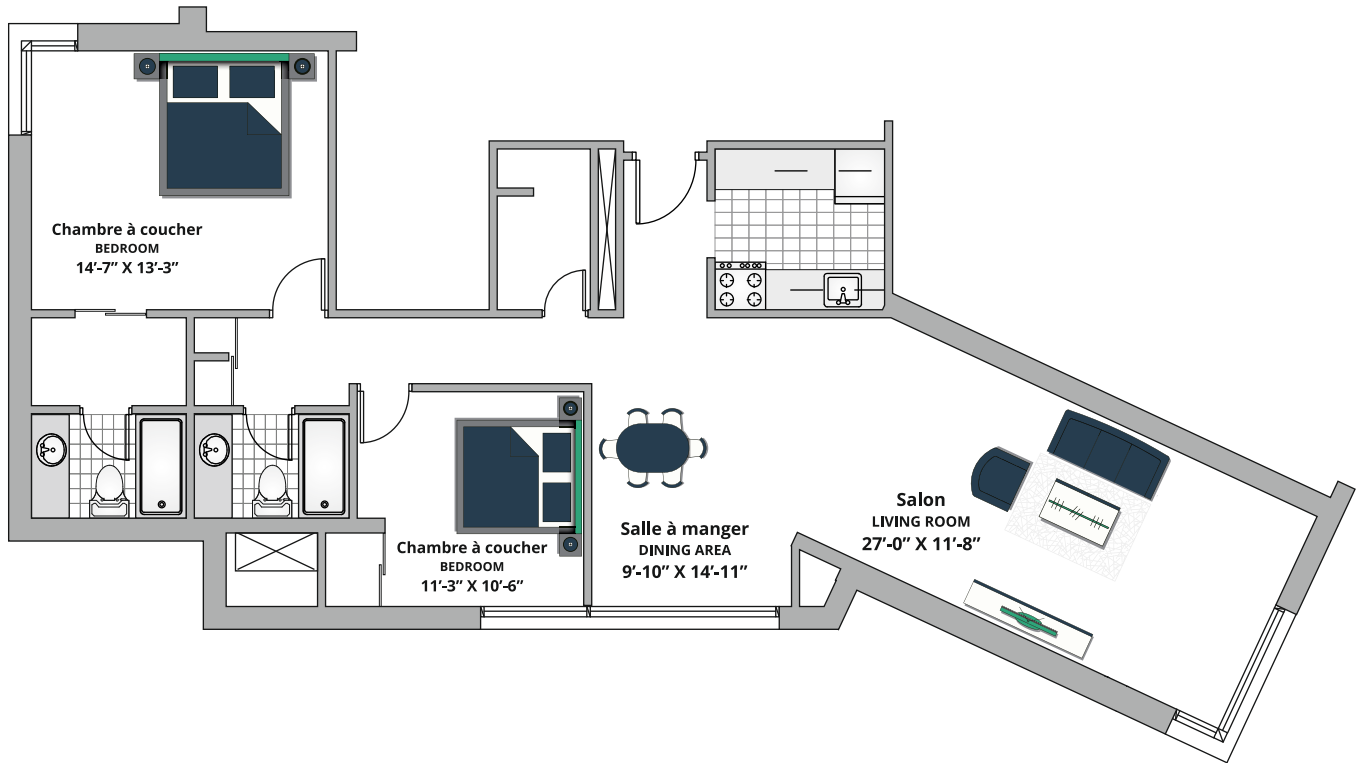 Chambre à coucher
BEDROOM
14’-7” X 13’-3”
Chambre à coucher
BEDROOM
11’-3” X 10’-6”
Salle à manger
DINING AREA
9’-10” X 14’-11”
Salon
LIVING ROOM
27’-0” X 11’-8”